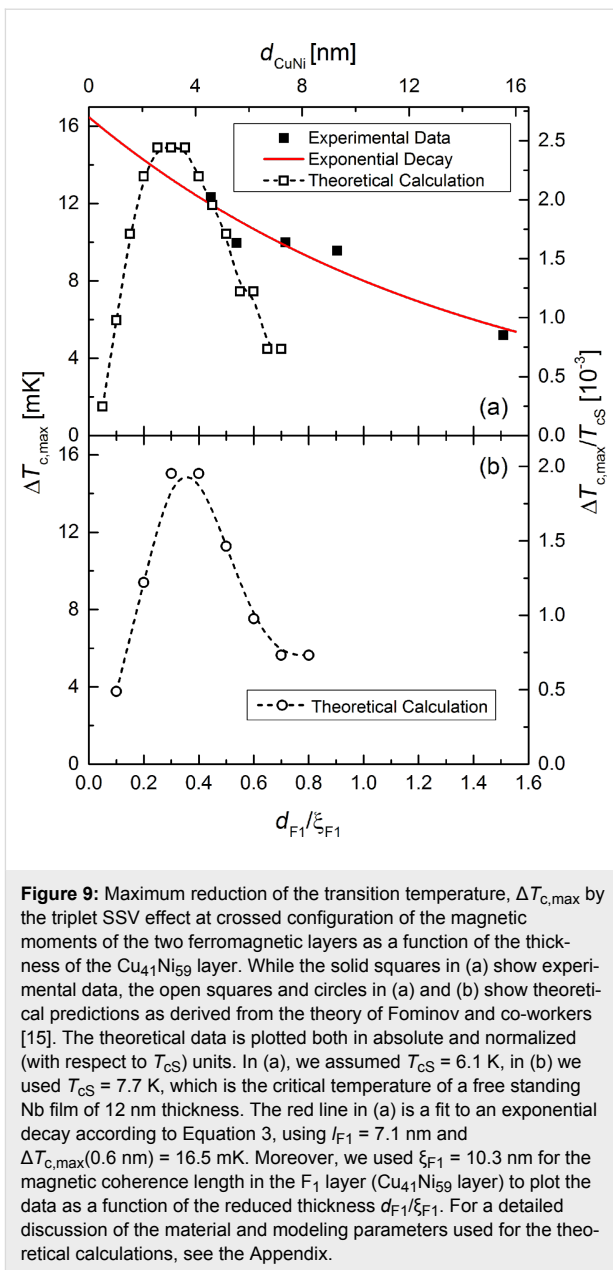 d_CuNi [nm]
0 4 8 12 16
16
12
8
4
0
Experimental Data
Exponential Decay
Theoretical Calculation
2.5
2.0
1.5
1.0
0.5
0.0
(a)
ΔT_c,max [mK]
ΔT_c,max/T_cS [10⁻³]
16
12
8
4
0
(b)
2.0
1.5
1.0
0.5
0.0
Theoretical Calculation
0.0 0.2 0.4 0.6 0.8 1.0 1.2 1.4 1.6
d_F1/ξ_F1
Figure 9: Maximum reduction of the transition temperature, ΔT_c,max by
the triplet SSV effect at crossed configuration of the magnetic
moments of the two ferromagnetic layers as a function of the thick-
ness of the Cu₄₁Ni₅₉ layer. While the solid squares in (a) show experi-
mental data, the open squares and circles in (a) and (b) show theoreti-
cal predictions as derived from the theory of Fominov and co-workers
[15]. The theoretical data is plotted both in absolute and normalized
(with respect to T_cS) units. In (a), we assumed T_cS = 6.1 K, in (b) we
used T_cS = 7.7 K, which is the critical temperature of a free standing
Nb film of 12 nm thickness. The red line in (a) is a fit to an exponential
decay according to Equation 3, using l_F1 = 7.1 nm and
ΔT_c,max(0.6 nm) = 16.5 mK. Moreover, we used ξ_F1 = 10.3 nm for the
magnetic coherence length in the F₁ layer (Cu₄₁Ni₅₉ layer) to plot the
data as a function of the reduced thickness d_F1/ξ_F1. For a detailed
discussion of the material and modeling parameters used for the theo-
retical calculations, see the Appendix.